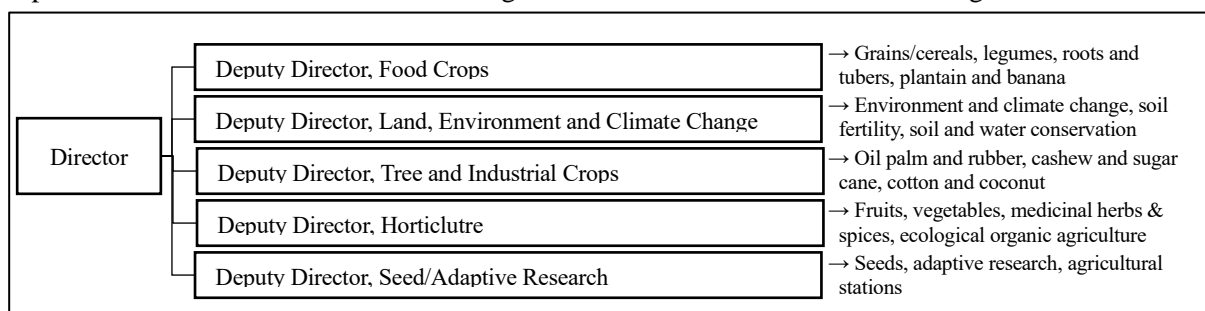 Director
Deputy Director, Food Crops
→ Grains/cereals, legumes, roots and
tubers, plantain and banana
Deputy Director, Land, Environment and Climate Change
→ Environment and climate change, soil
fertility, soil and water conservation
Deputy Director, Tree and Industrial Crops
→ Oil palm and rubber, cashew and sugar
cane, cotton and coconut
Deputy Director, Horticlutre
→ Fruits, vegetables, medicinal herbs &
spices, ecological organic agriculture
Deputy Director, Seed/Adaptive Research
→ Seeds, adaptive research, agricultural
stations